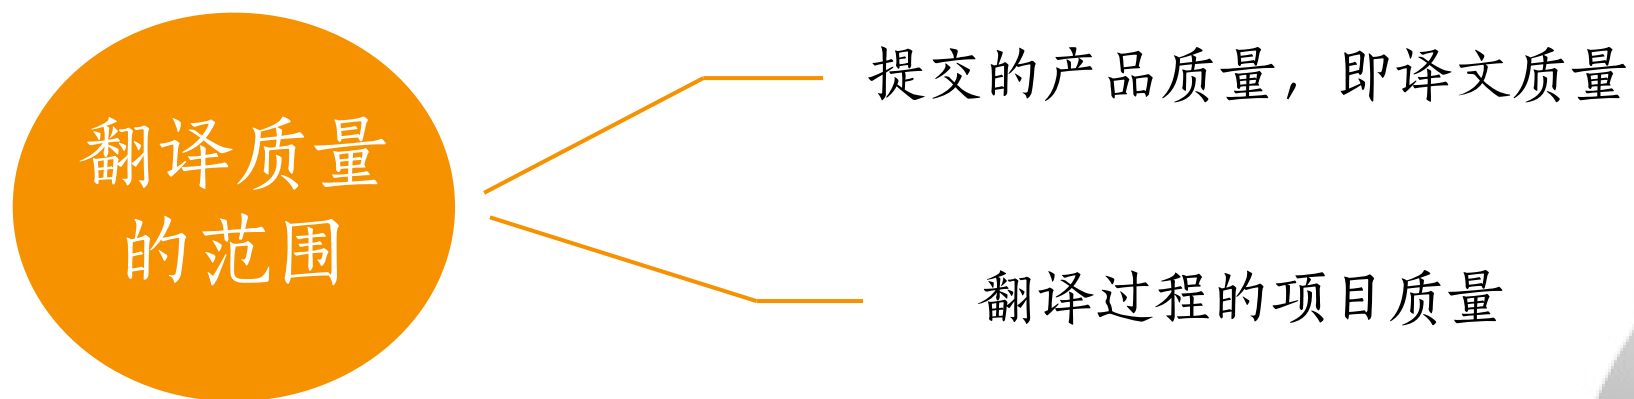 翻译质量
的范围
提交的产品质量，即译文质量
翻译过程的项目质量